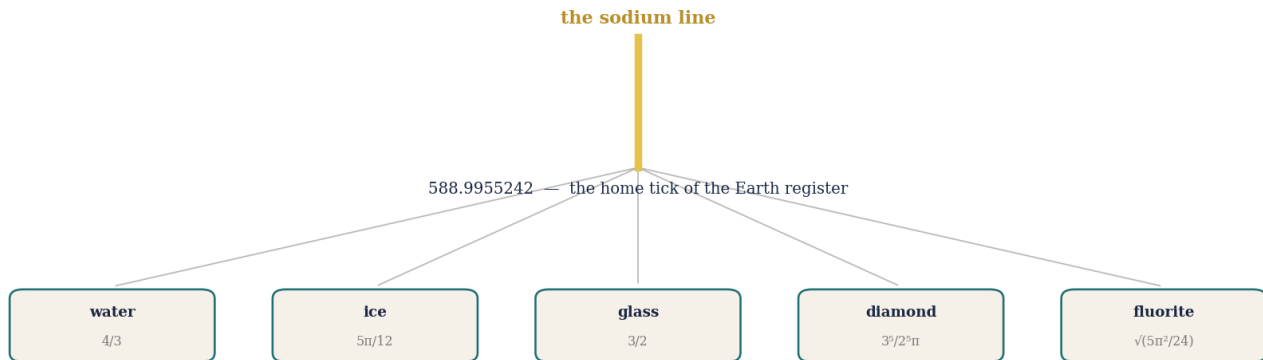 the sodium line
588.9955242 — the home tick of the Earth register
water
4/3
ice
5π/12
glass
3/2
diamond
3⁵/2⁵π
fluorite
√(5π²/24)